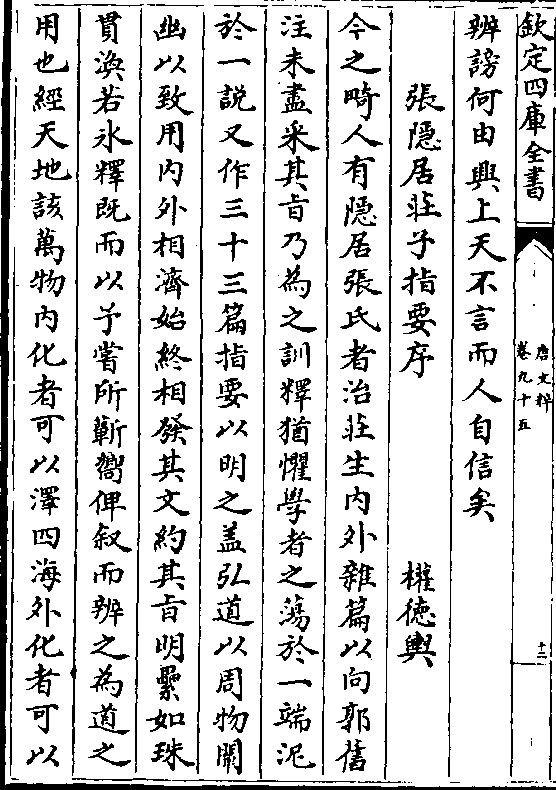 欽定四庫全書
唐文粹
卷九十五
十二
辨謗何由興上天不言而人自信矣
張隱居莊子指要序 權德輿
今之畸人有隱居張氏者治莊生内外雜篇以向郭舊
注未盡采其旨乃為之訓釋猶懼學者之蕩於一端泥
於一説又作三十三篇指要以明之盖弘道以周物闡
幽以致用内外相濟始終相發其文約其旨明纍如珠
貫渙若氷釋既而以予嘗所蘄嚮俾叙而辨之為道之
用也經天地該萬物内化者可以澤四海外化者可以